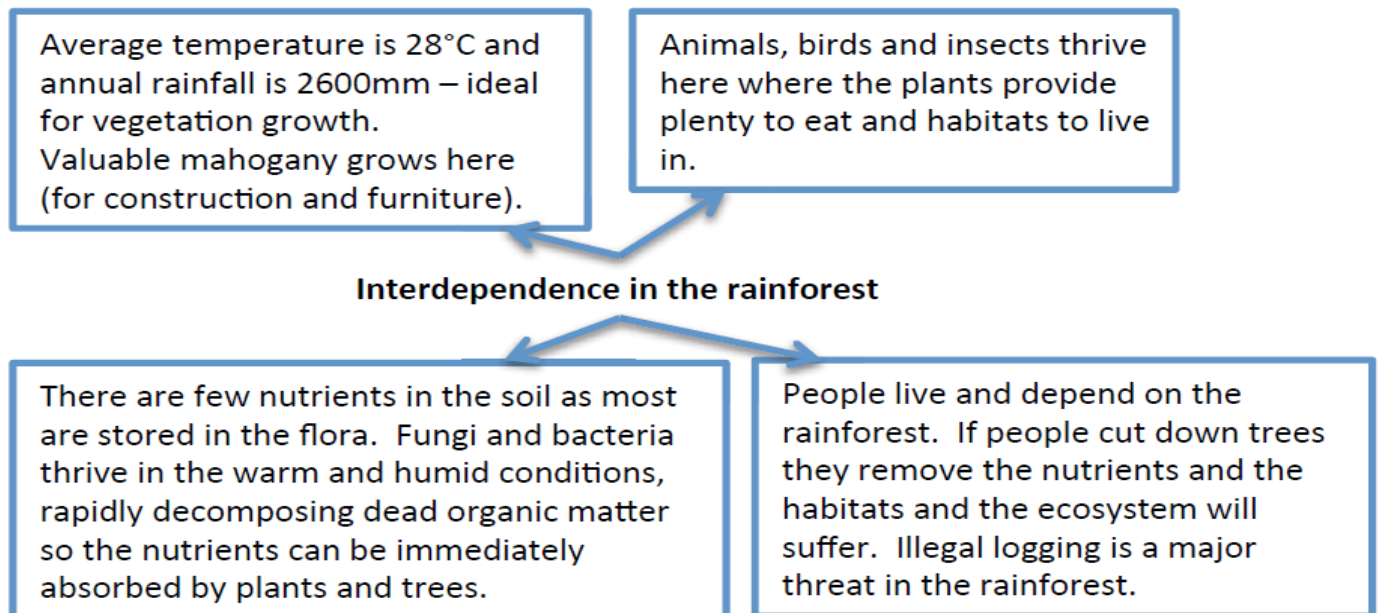 Average temperature is 28°C and
annual rainfall is 2600mm – ideal
for vegetation growth.
Valuable mahogany grows here
(for construction and furniture).
Animals, birds and insects thrive
here where the plants provide
plenty to eat and habitats to live
in.
Interdependence in the rainforest
There are few nutrients in the soil as most
are stored in the flora.  Fungi and bacteria
thrive in the warm and humid conditions,
rapidly decomposing dead organic matter
so the nutrients can be immediately
absorbed by plants and trees.
People live and depend on the
rainforest.  If people cut down trees
they remove the nutrients and the
habitats and the ecosystem will
suffer.  Illegal logging is a major
threat in the rainforest.